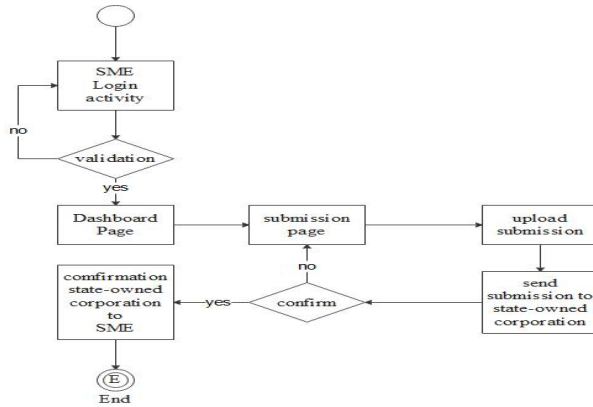 SME
Login
activity
no
validation
yes
Dashboard
Page
submission
page
upload
submission
comfirmation
state-owned
corporation
to
SME
yes
no
confirm
send
submission to
state-owned
corporation
E
End